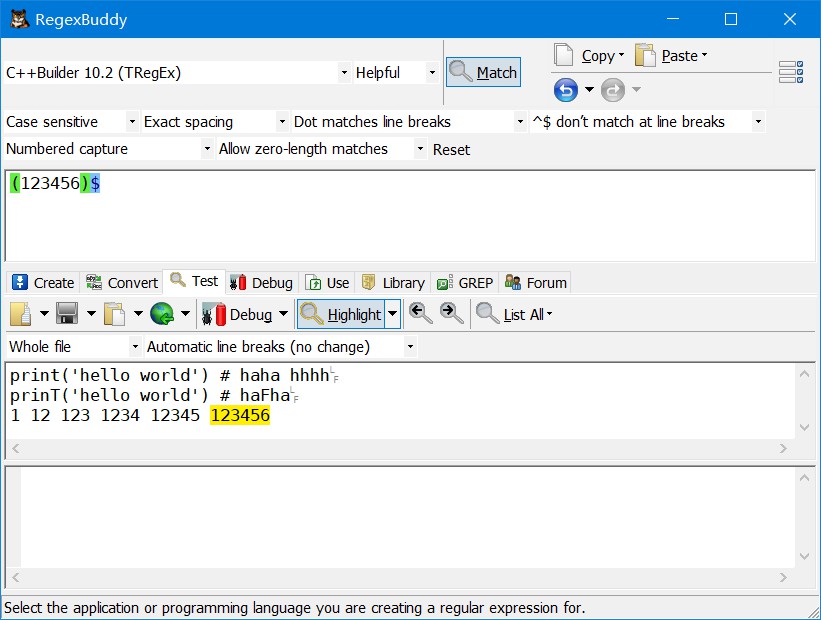 RegexBuddy
C++Builder 10.2 (TRegEx) Helpful Match Copy Paste
Case sensitive Exact spacing Dot matches line breaks ^$ don't match at line breaks
Numbered capture Allow zero-length matches Reset
(123456)$
Create Convert Test Debug Use Library GREP Forum
Debug Highlight List All
Whole file Automatic line breaks (no change)
print('hello world') # haha hhhh
prinT('hello world') # haFha
1 12 123 1234 12345 123456
Select the application or programming language you are creating a regular expression for.